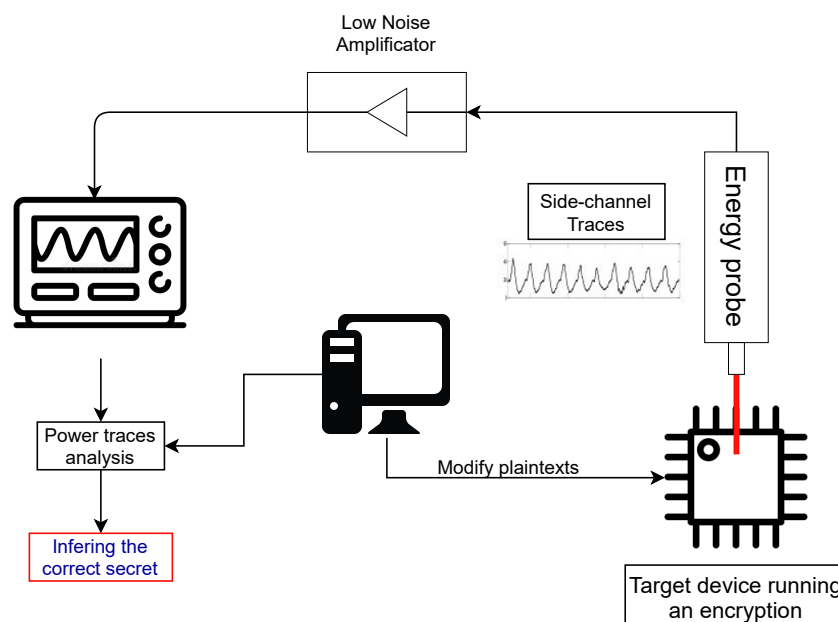 Low Noise
Amplificator
Energy probe
Side-channel
Traces
Power traces
analysis
Modify plaintexts
Infering the
correct secret
Target device running
an encryption